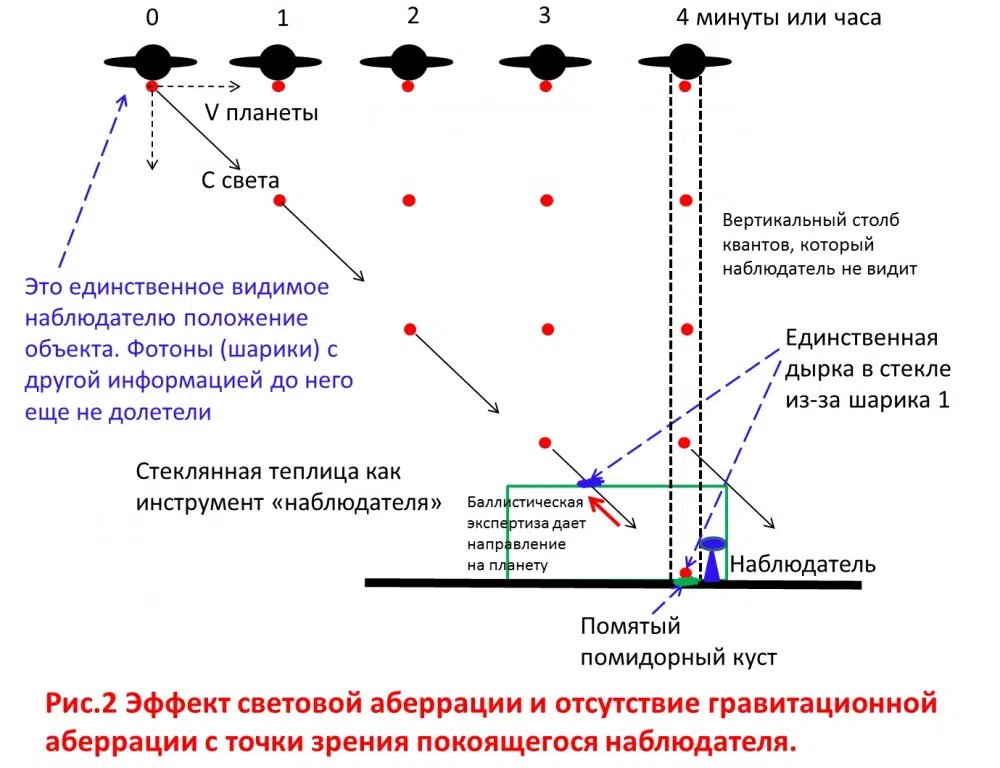 0 1 2 3 4 минуты или часа
V планеты
С света
Вертикальный столб
квантов, который
наблюдатель не видит
Это единственное видимое
наблюдателю положение
объекта. Фотоны (шарики) с
другой информацией до него
еще не долетели
Единственная
дырка в стекле
из-за шарика 1
Стеклянная теплица как
инструмент «наблюдателя»
Баллистическая
экспертиза дает
направление
на планету
Наблюдатель
Помятый
помидорный куст
Рис.2 Эффект световой аберрации и отсутствие гравитационной
аберрации с точки зрения покоящегося наблюдателя.